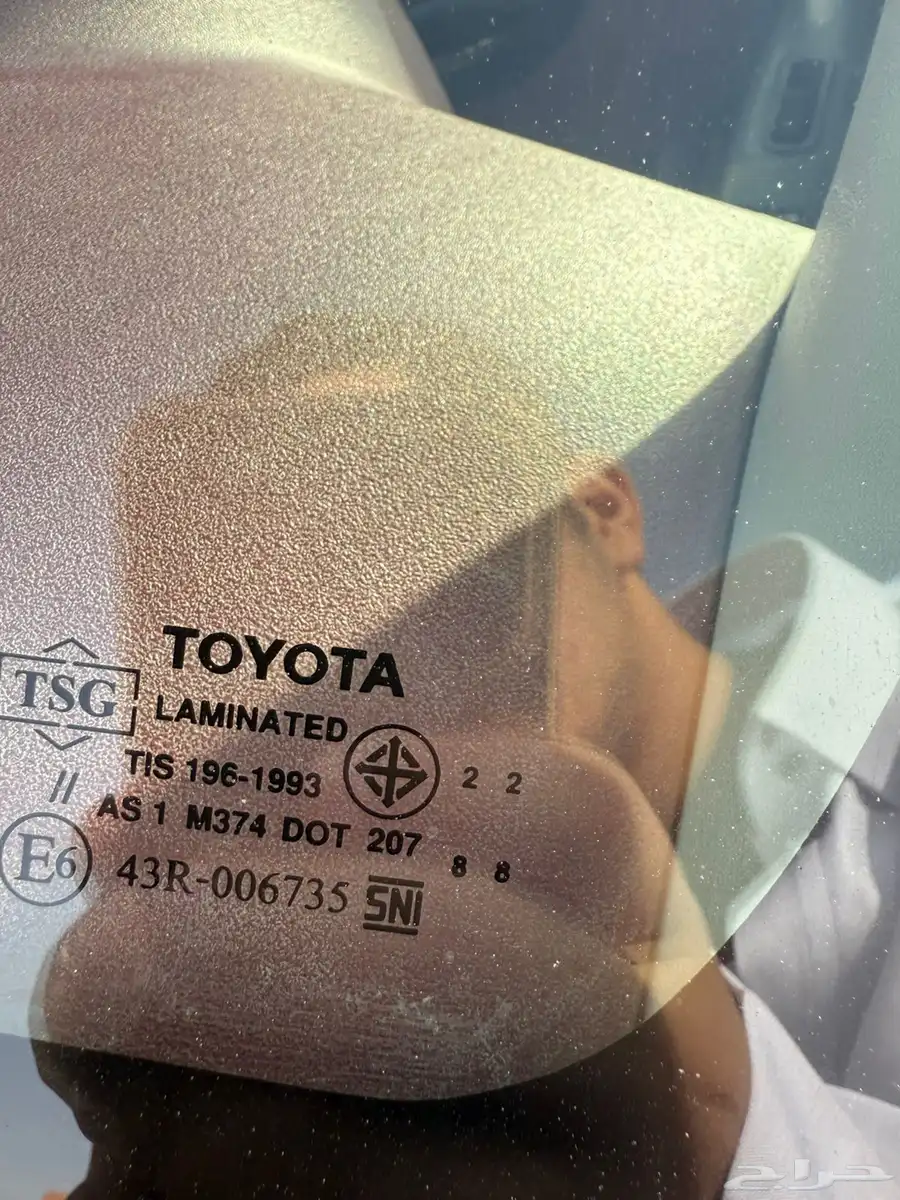 TOYOTA
TSG
LAMINATED
TIS 196-1993
2 2
//
AS 1 M374 DOT 207
8 8
E6
43R-006735
SNI
حراج